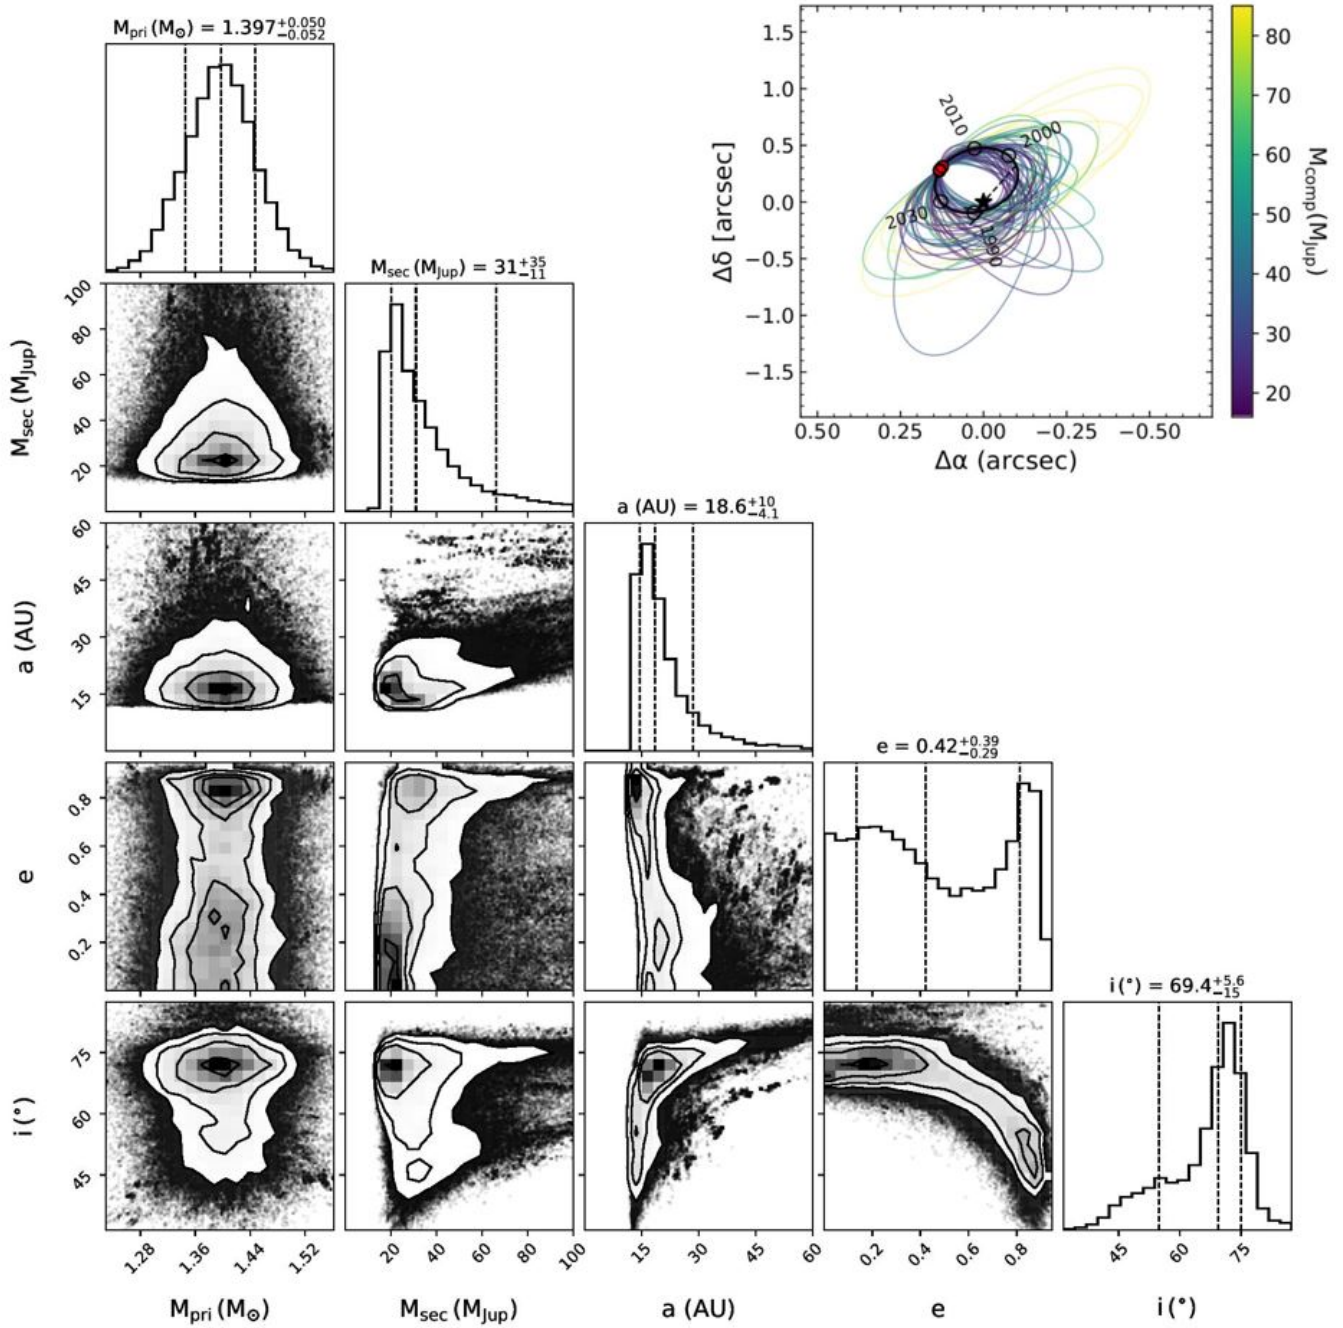 M_pri (M_⊙) = 1.397 +0.050 −0.052
1.5
1.0
0.5
0.0
−0.5
−1.0
−1.5
Δδ [arcsec]
2010
2000
2030
1990
0.50 0.25 0.00 −0.25 −0.50
Δα (arcsec)
80
70
60
50
40
30
20
M_comp (M_Jup)
M_sec (M_Jup) = 31 +35 −11
100
80
60
40
20
M_sec (M_Jup)
a (AU) = 18.6 +10 −4.1
60
45
30
15
a (AU)
e = 0.42 +0.39 −0.29
0.8
0.6
0.4
0.2
e
i (°) = 69.4 +5.6 −15
75
60
45
i (°)
1.28 1.36 1.44 1.52
20 40 60 80 100
15 30 45 60
0.2 0.4 0.6 0.8
45 60 75
M_pri (M_⊙) M_sec (M_Jup) a (AU) e i (°)